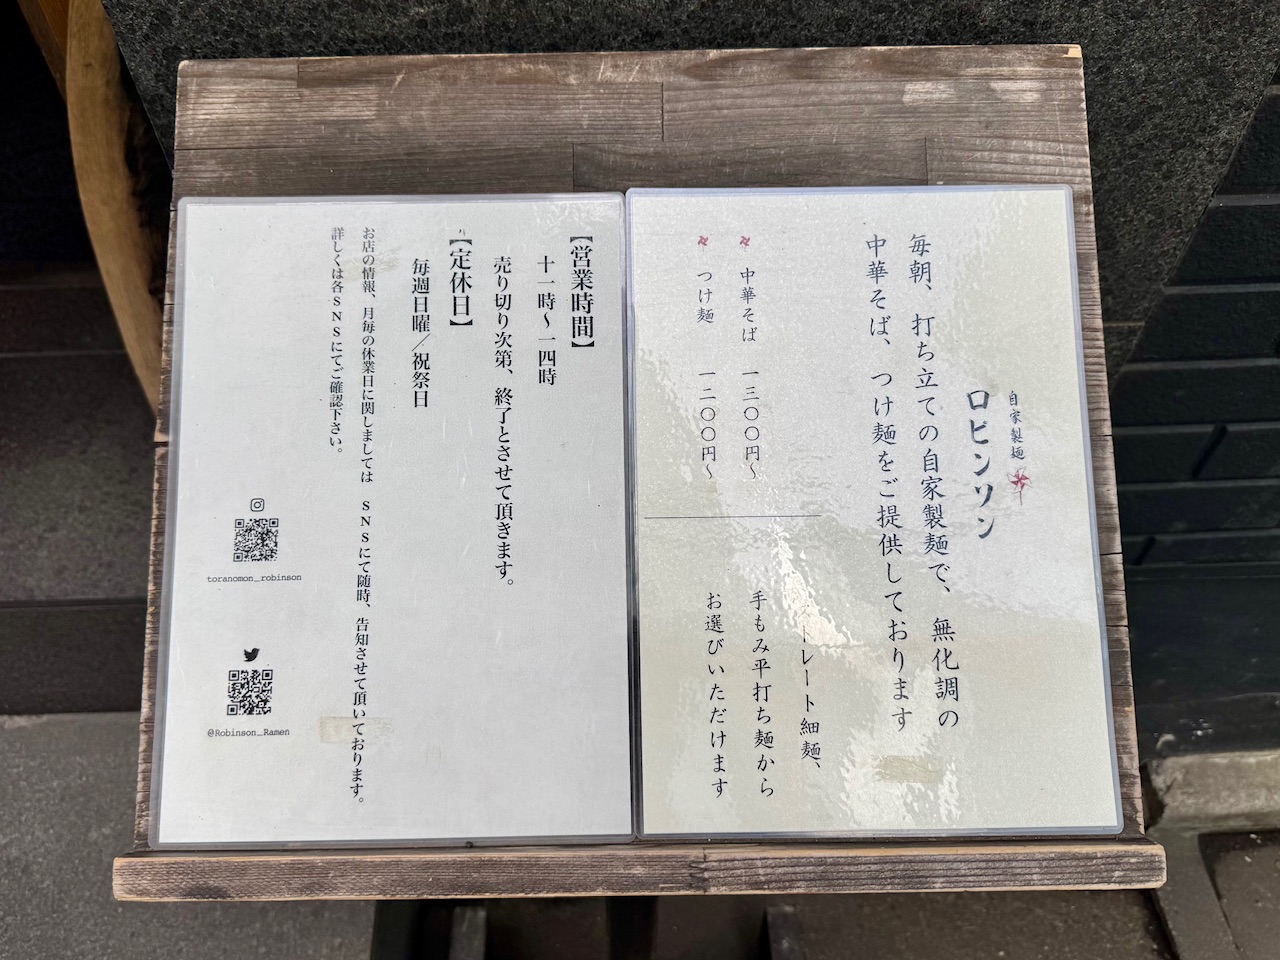 自家製麺
ロビンソン
毎朝、打ち立ての自家製麺で、無化調の
中華そば、つけ麺をご提供しております
中華そば 一三〇〇円〜
つけ麺 一二〇〇円〜
ストレート細麺、
手もみ平打ち麺から
お選びいただけます
【営業時間】
十一時〜一四時
売り切り次第、終了とさせて頂きます。
【定休日】
毎週日曜／祝祭日
お店の情報、月毎の休業日に関しましては SNSにて随時、告知させて頂いております。
詳しくは各SNSにてご確認下さい。
toranomon_robinson
@Robinson_Ramen